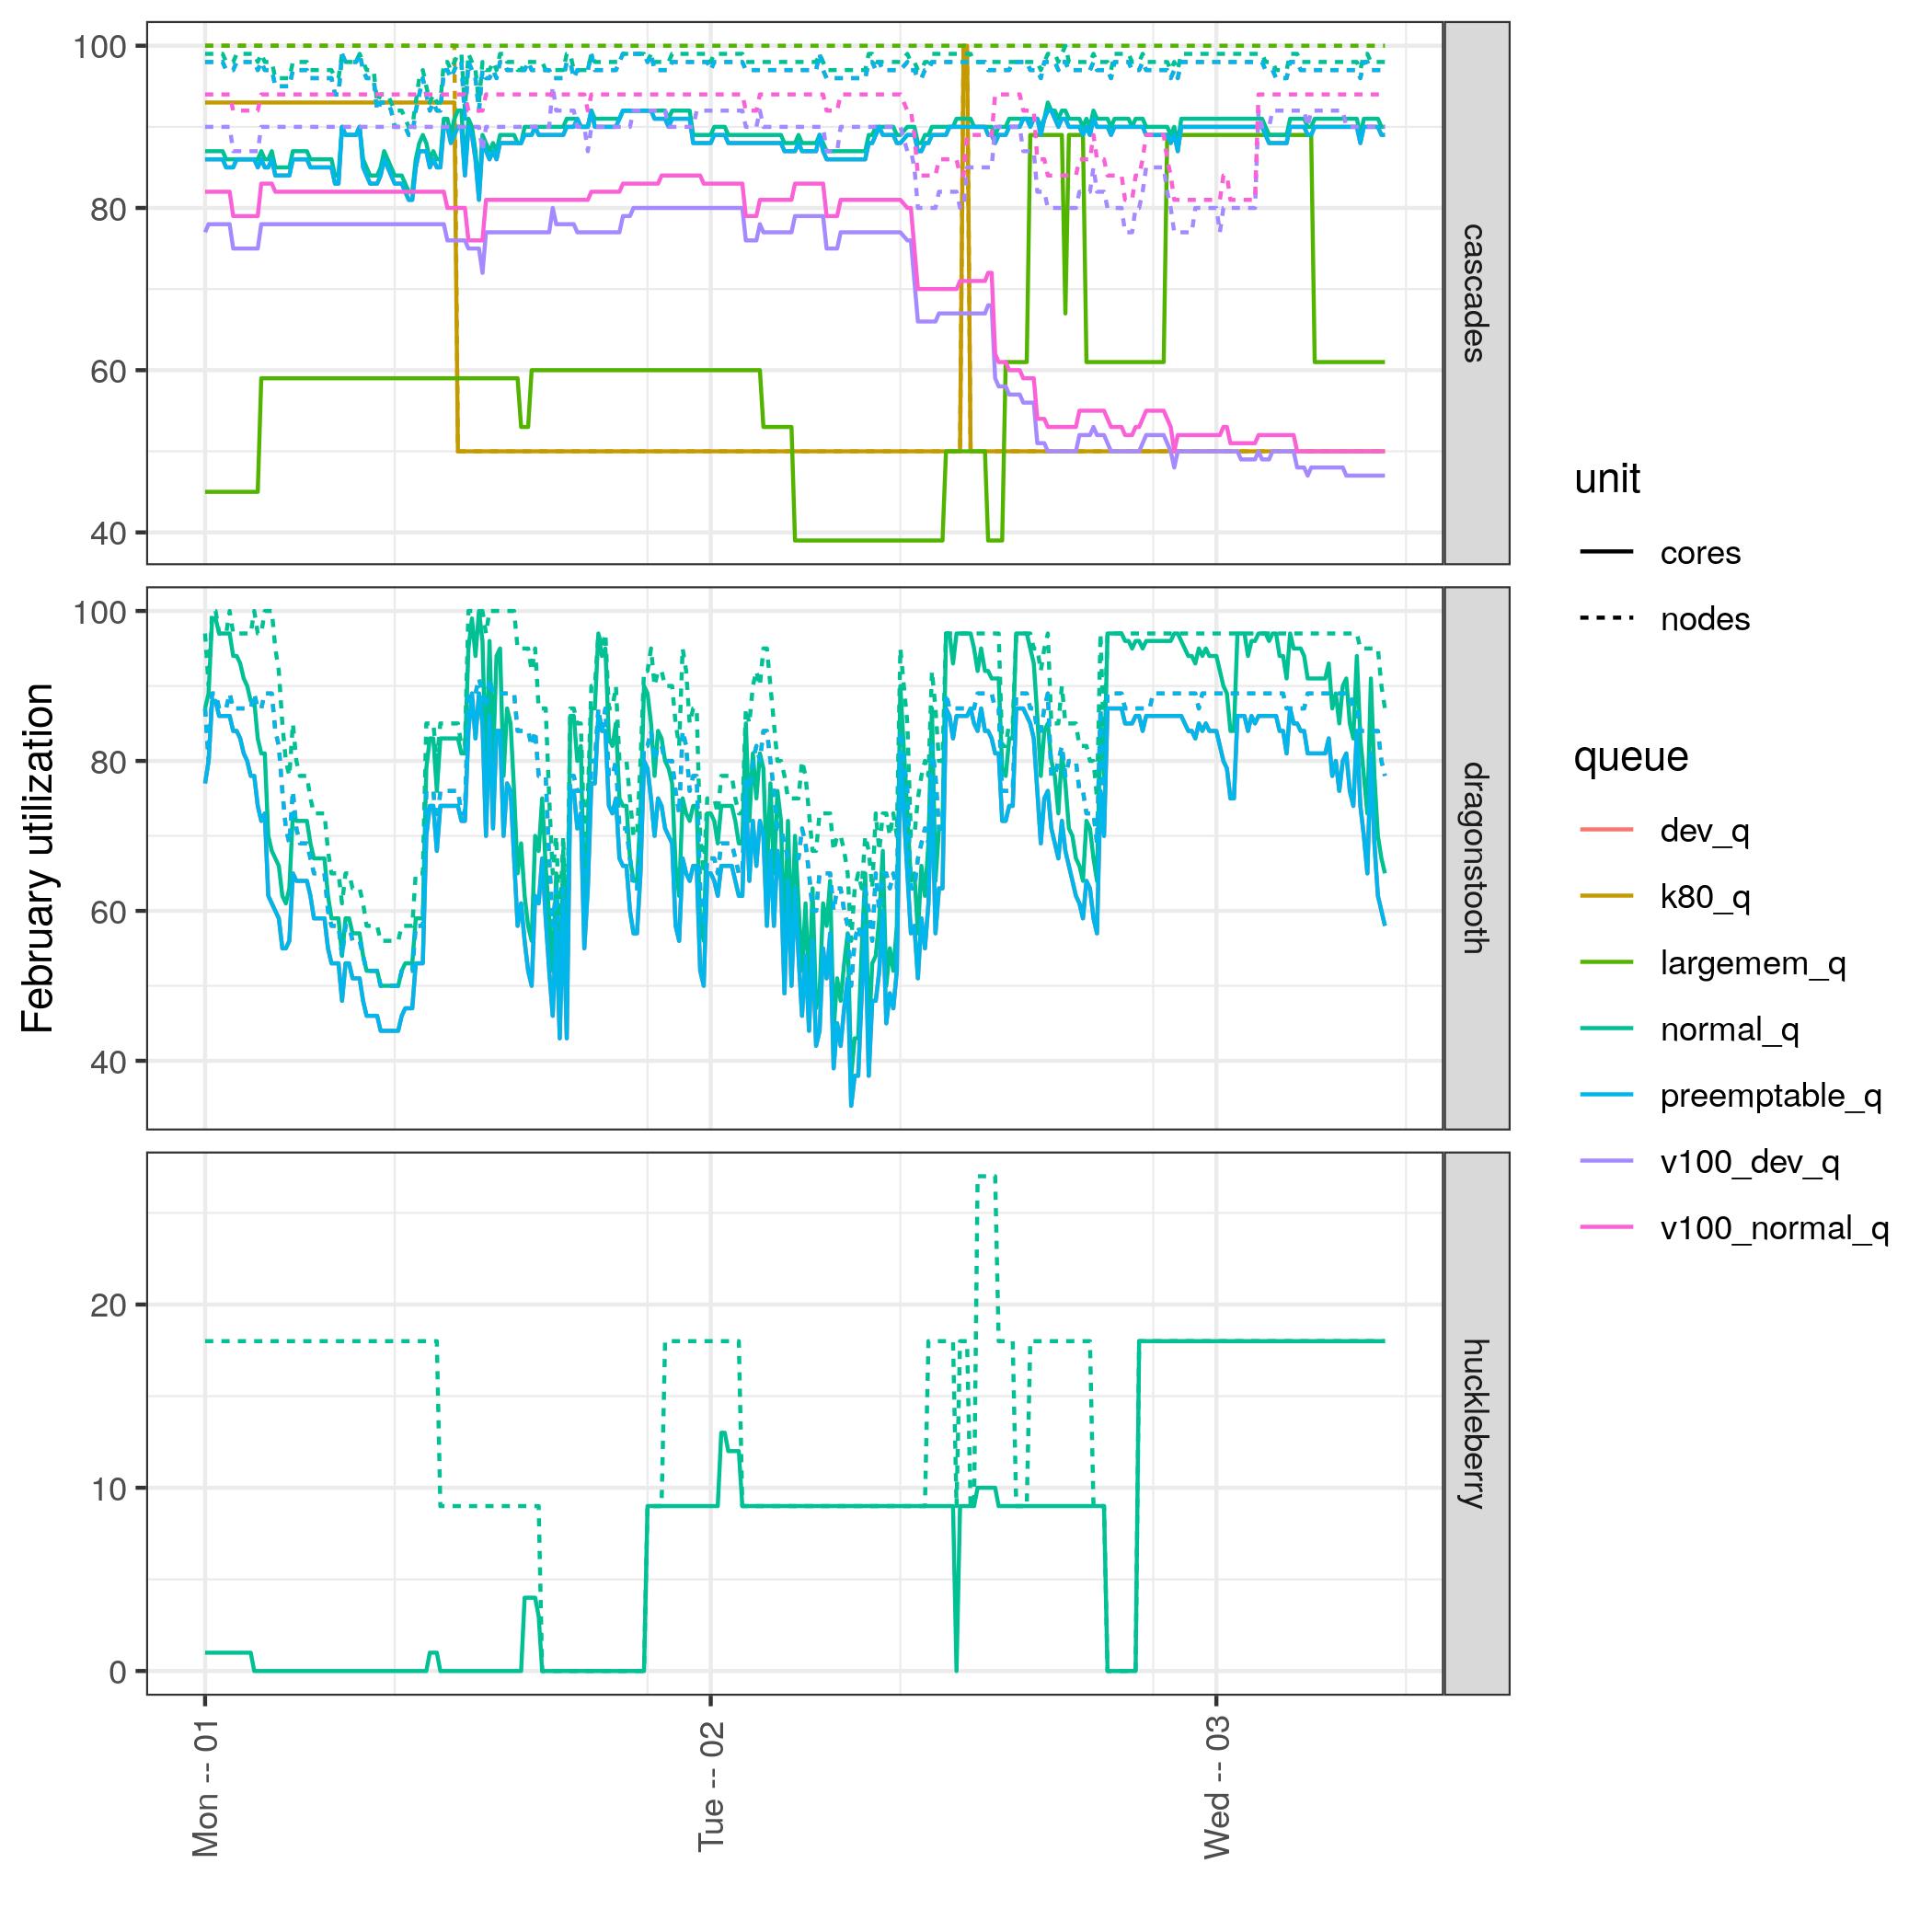 100
80
60
40
cascades
100
80
60
40
dragonstooth
20
10
0
huckleberry
February utilization
Mon -- 01
Tue -- 02
Wed -- 03
unit
cores
nodes
queue
dev_q
k80_q
largemem_q
normal_q
preemptable_q
v100_dev_q
v100_normal_q